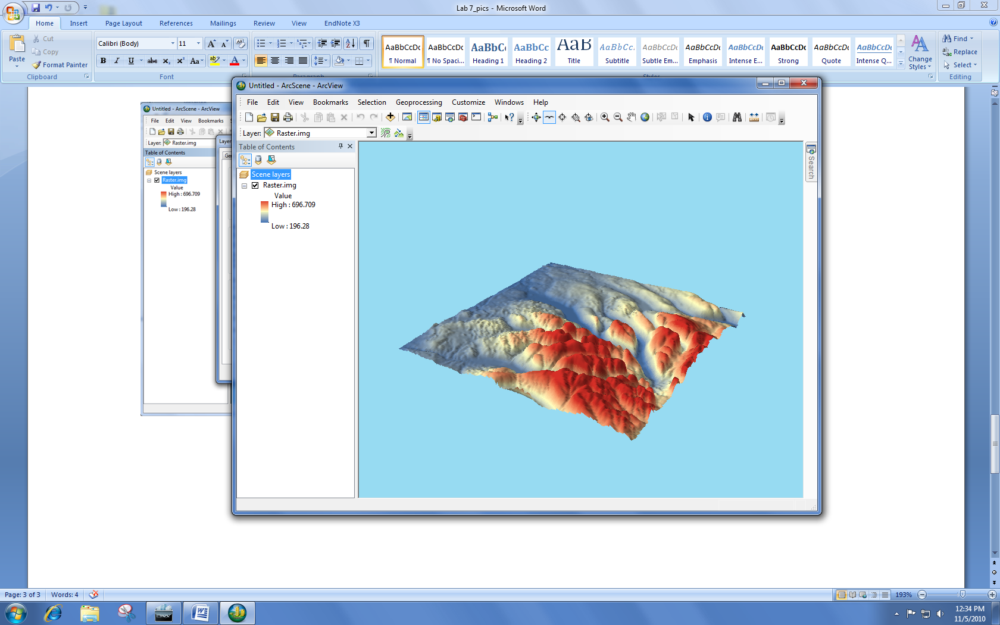 Lab 7_pics - Microsoft Word
Home Insert Page Layout References Mailings Review View EndNote X3
Paste
Cut
Copy
Format Painter
Clipboard
Calibri (Body) 11
Font
Paragraph
AaBbCcDc AaBbCcDc AaBbC AaBbCc AaB AaBbCc. AaBbCcDc AaBbCcDc AaBbCcDc AaBbCcDc AaBbCcDc AaBbCcDc
¶ Normal ¶ No Spaci... Heading 1 Heading 2 Title Subtitle Subtle Em... Emphasis Intense E... Strong Quote Intense Q...
Change Styles
Styles
Find
Replace
Select
Editing
Untitled - ArcScene - ArcView
File Edit View Bookmarks
Layer: Raster.img
Table of Contents
Scene layers
Raster.img
Value
High : 696.709
Low : 196.28
Layer
Ge
Untitled - ArcScene - ArcView
File Edit View Bookmarks Selection Geoprocessing Customize Windows Help
Layer: Raster.img
Table of Contents
Scene layers
Raster.img
Value
High : 696.709
Low : 196.28
Search
Page: 3 of 3 Words: 4
193%
12:34 PM
11/5/2010